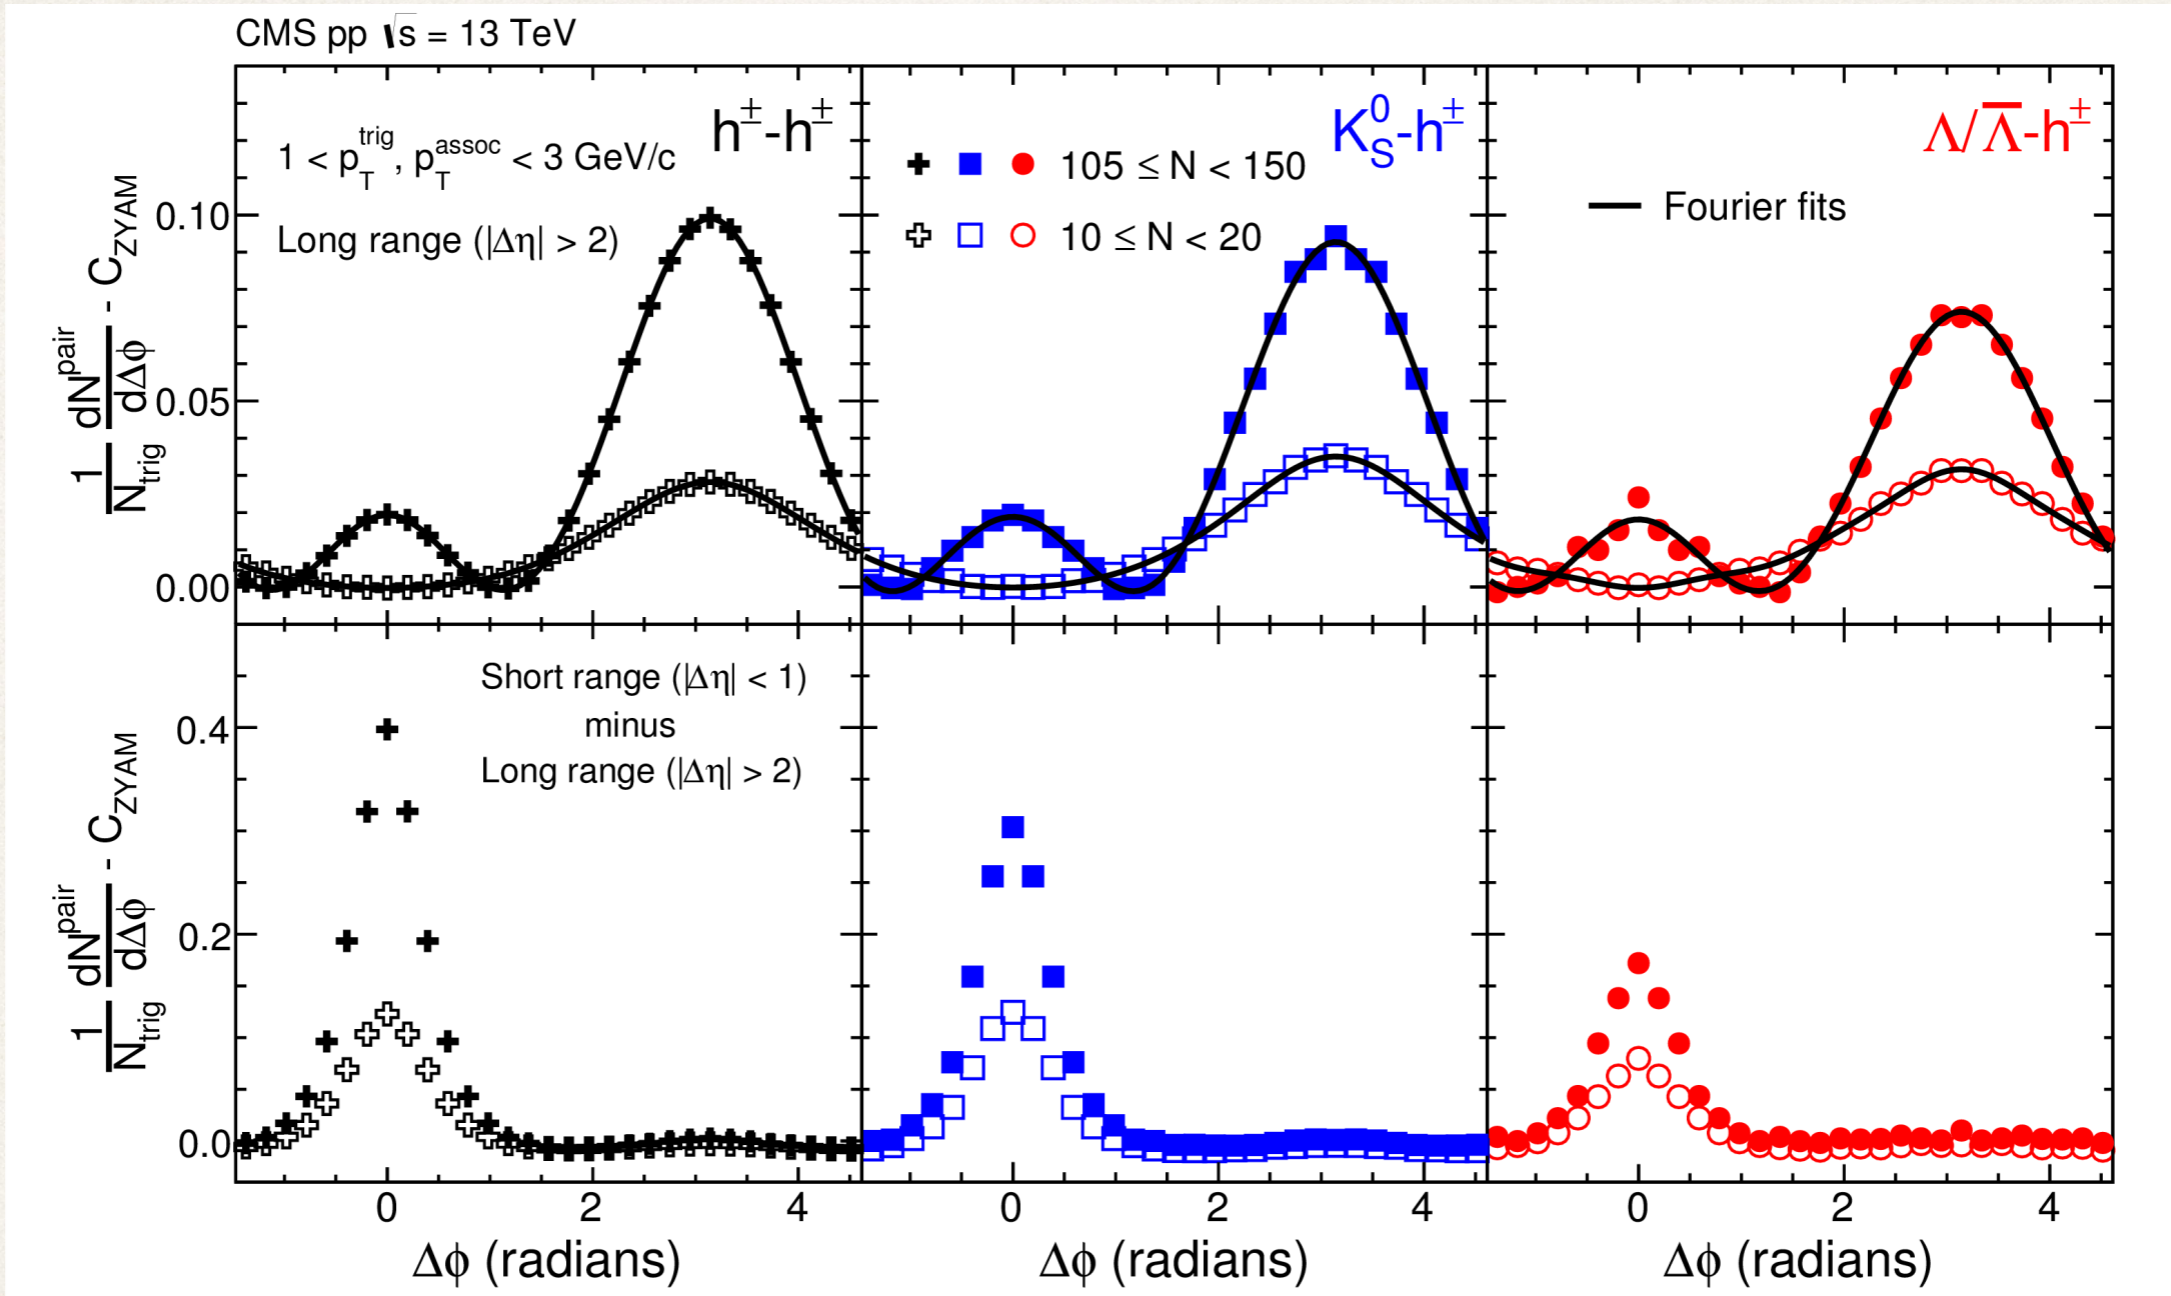 CMS pp √s = 13 TeV
1 < p_T^trig, p_T^assoc < 3 GeV/c
Long range (|Δη| > 2)
h^±-h^±
105 ≤ N < 150
10 ≤ N < 20
K_S^0-h^±
Λ/Λ̅-h^±
Fourier fits
1/N_trig dN^pair/dΔϕ - C_ZYAM
0.10
0.05
0.00
Short range (|Δη| < 1)
minus
Long range (|Δη| > 2)
1/N_trig dN^pair/dΔϕ - C_ZYAM
0.4
0.2
0.0
0 2 4 0 2 4 0 2 4
Δϕ (radians) Δϕ (radians) Δϕ (radians)